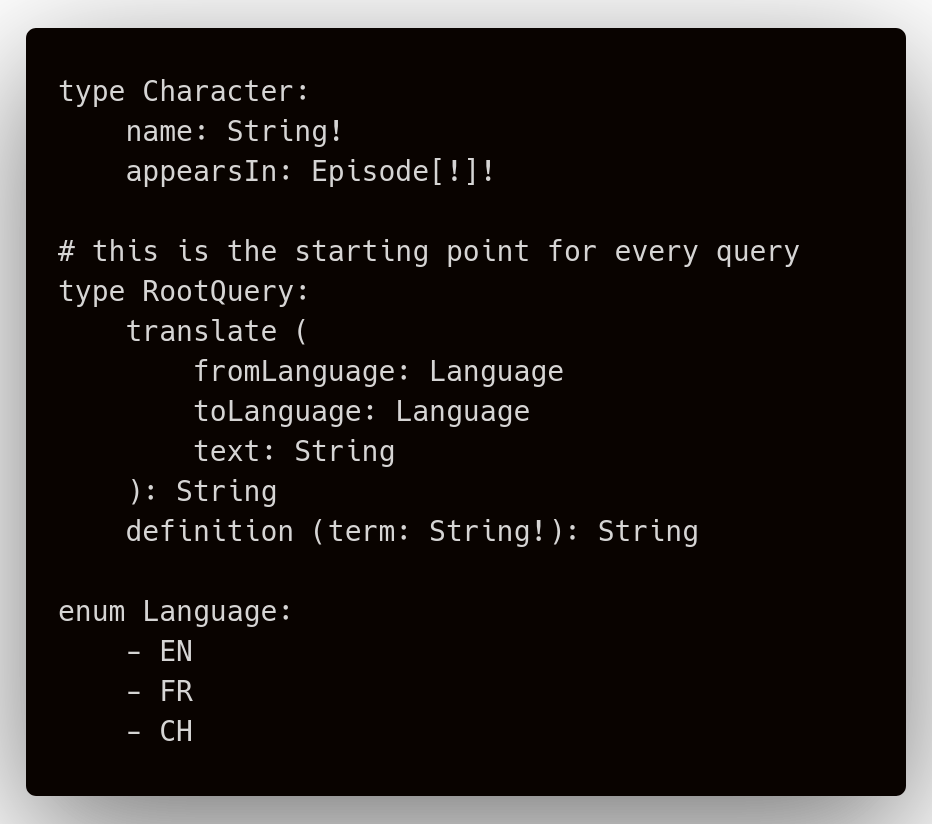 type Character:
    name: String!
    appearsIn: Episode[!]!

# this is the starting point for every query
type RootQuery:
    translate (
        fromLanguage: Language
        toLanguage: Language
        text: String
    ): String
    definition (term: String!): String

enum Language:
    - EN
    - FR
    - CH